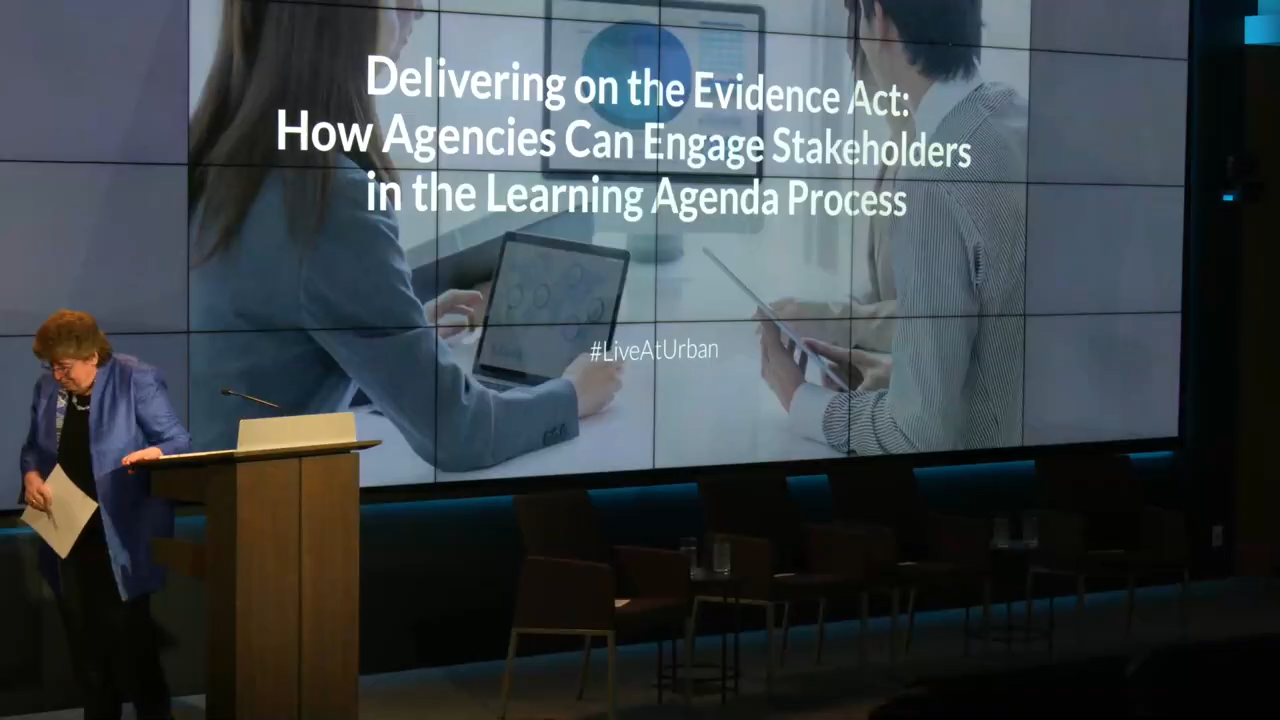 Delivering on the Evidence Act:
How Agencies Can Engage Stakeholders
in the Learning Agenda Process
#LiveAtUrban